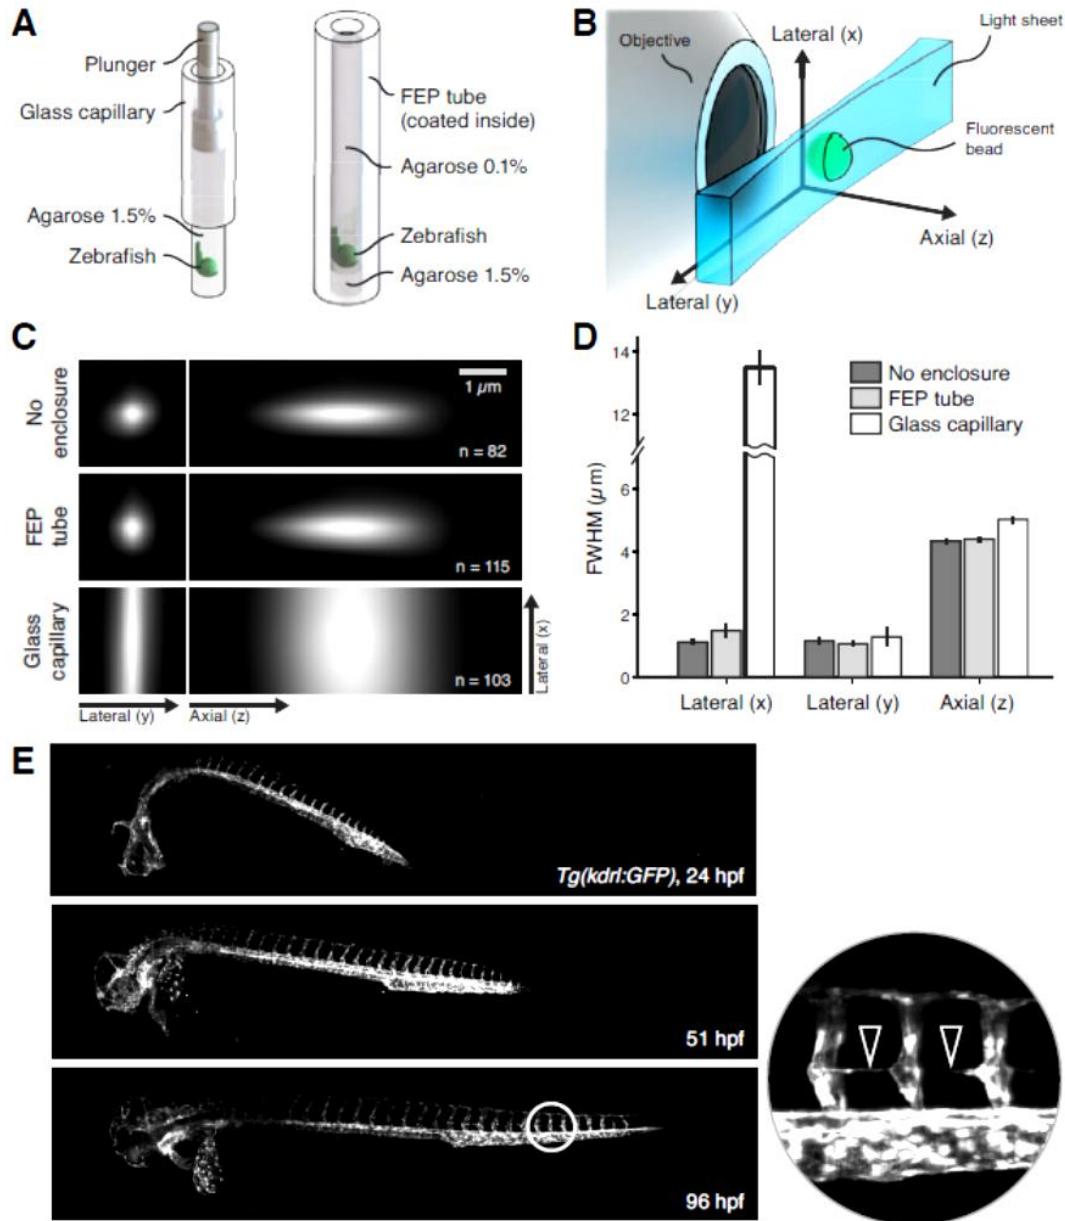 A
Plunger
Glass capillary
Agarose 1.5%
Zebrafish
FEP tube
(coated inside)
Agarose 0.1%
Zebrafish
Agarose 1.5%
B
Objective
Lateral (x)
Light sheet
Fluorescent
bead
Axial (z)
Lateral (y)
C
No
enclosure
1 μm
n = 82
FEP
tube
n = 115
Glass
capillary
n = 103
Lateral (x)
Lateral (y)
Axial (z)
D
FWHM (μm)
14
12
6
4
2
0
No enclosure
FEP tube
Glass capillary
Lateral (x)
Lateral (y)
Axial (z)
E
Tg(kdrl:GFP), 24 hpf
51 hpf
96 hpf